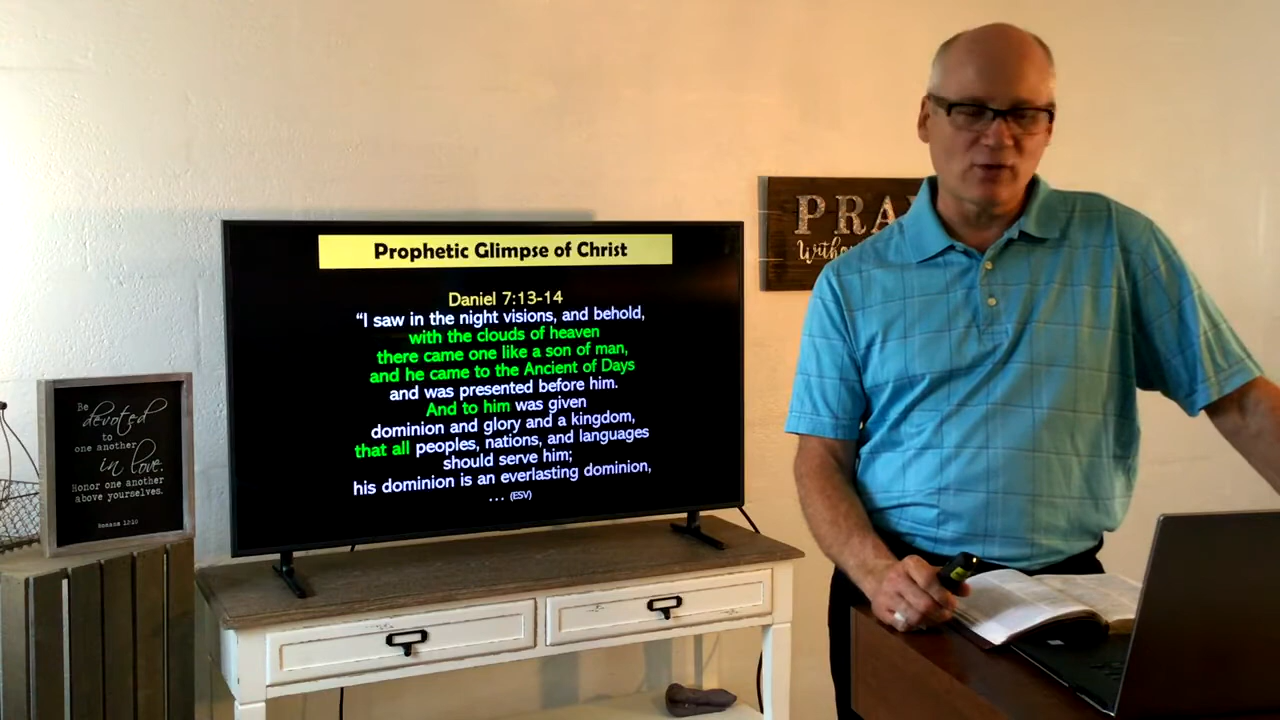 Prophetic Glimpse of Christ
Daniel 7:13-14
“I saw in the night visions, and behold,
with the clouds of heaven
there came one like a son of man,
and he came to the Ancient of Days
and was presented before him.
And to him was given
dominion and glory and a kingdom,
that all peoples, nations, and languages
should serve him;
his dominion is an everlasting dominion,
... (ESV)
Be
devoted
to
one another
in love.
Honor one another
above yourselves.
Romans 12:10
PRA
Witho